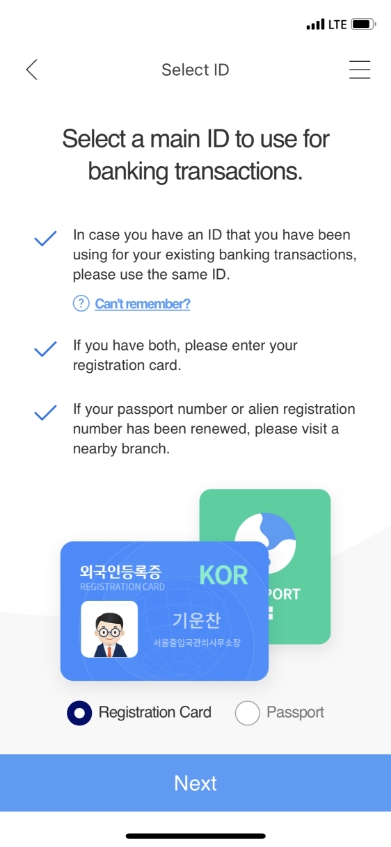 LTE
Select ID
Select a main ID to use for
banking transactions.
In case you have an ID that you have been
using for your existing banking transactions,
please use the same ID.
? Can't remember?
If you have both, please enter your
registration card.
If your passport number or alien registration
number has been renewed, please visit a
nearby branch.
외국인등록증 KOR
REGISTRATION CARD
PORT
기운찬
서울출입국관리사무소장
Registration Card Passport
Next